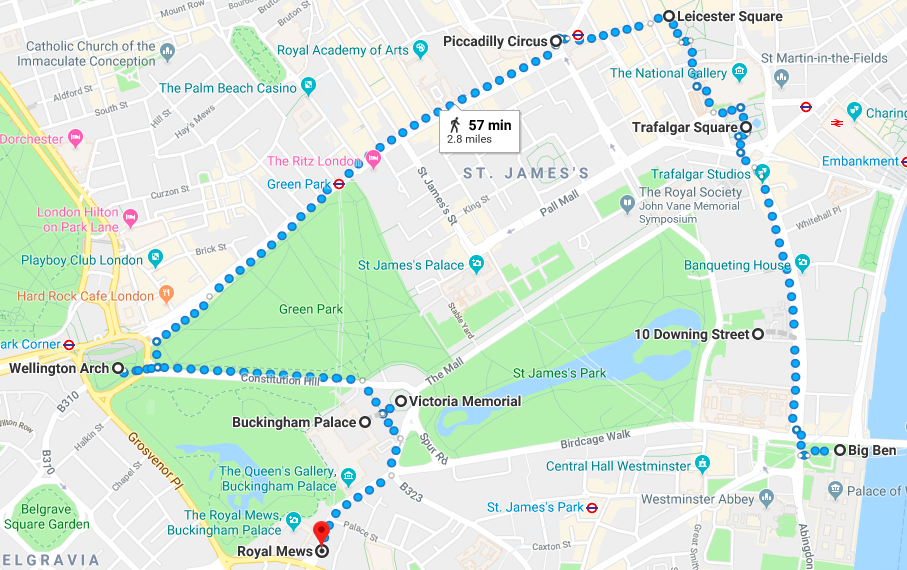 Mount Row
Bruton St
Bruton
Leicester Square
Catholic Church of the
Immaculate Conception
Royal Academy of Arts
Piccadilly Circus
St Martin-in-the-Fields
The National Gallery
The Palm Beach Casino
Aldford St
South St
Hill St
Hay's Mews
Charing
Dorchester
57 min
2.8 miles
Trafalgar Square
The Ritz London
Embankment
Green Park
ST. JAMES'S
Trafalgar Studios
Curzon St
St James's St
King St
Pall Mall
The Royal Society
John Vane Memorial
Symposium
London Hilton
on Park Lane
Whitehall Pl
Brick St
Playboy Club London
St James's Palace
Banqueting House
Hard Rock Cafe London
Green Park
Stable Yard
10 Downing Street
ark Corner
Wellington Arch
Constitution Hill
The Mall
St James's Park
B310
Victoria Memorial
Buckingham Palace
Wilton Row
Halkin St
Grosvenor Pl
Spur Rd
Birdcage Walk
Big Ben
B310
Chapel St
The Queen's Gallery,
Buckingham Palace
Central Hall Westminster
B323
Belgrave
Square Garden
The Royal Mews,
Buckingham Palace
St. James's Park
Westminster Abbey
Palace of W
Palace St
Royal Mews
Caxton St
Great Smit
Abingdon
ELGRAVIA